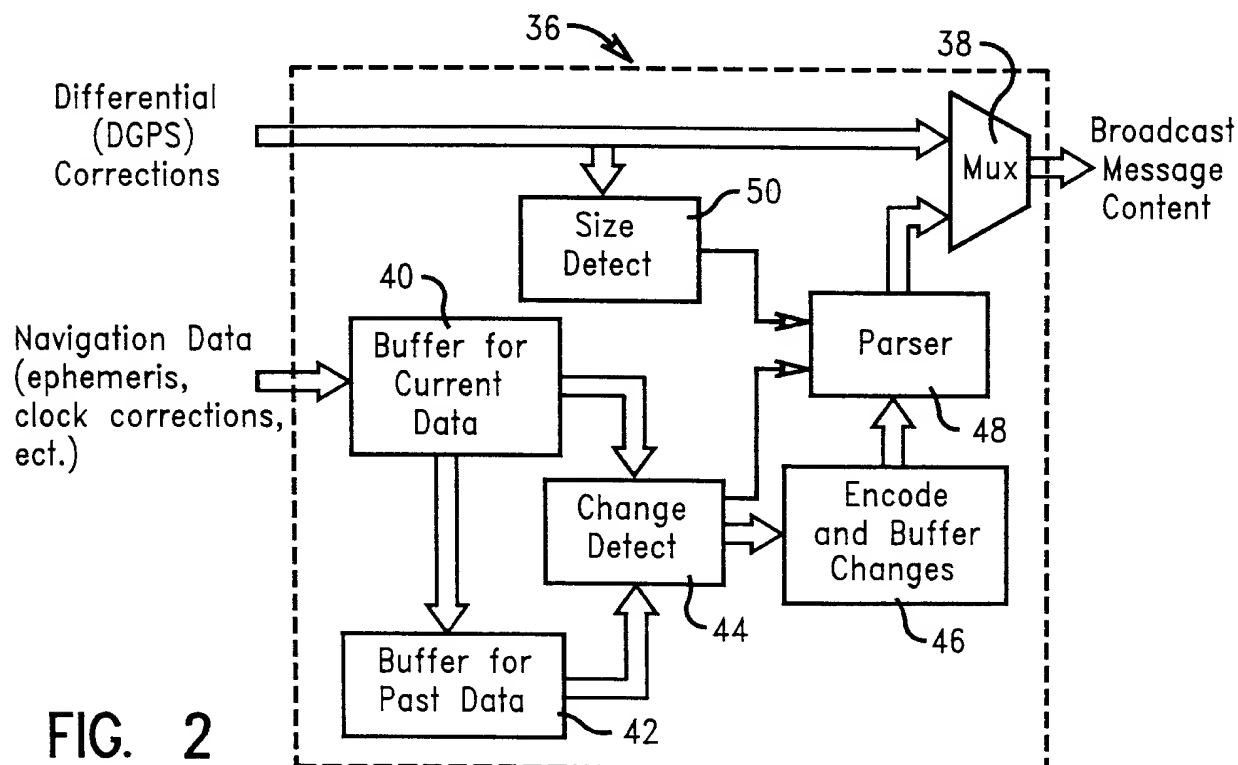 36
38
Differential
(DGPS)
Corrections
Mux
Broadcast
Message
Content
50
Size
Detect
40
Navigation Data
(ephemeris,
clock corrections,
ect.)
Buffer for
Current
Data
Parser
48
Change
Detect
44
Encode
and Buffer
Changes
46
Buffer for
Past Data
42
FIG. 2